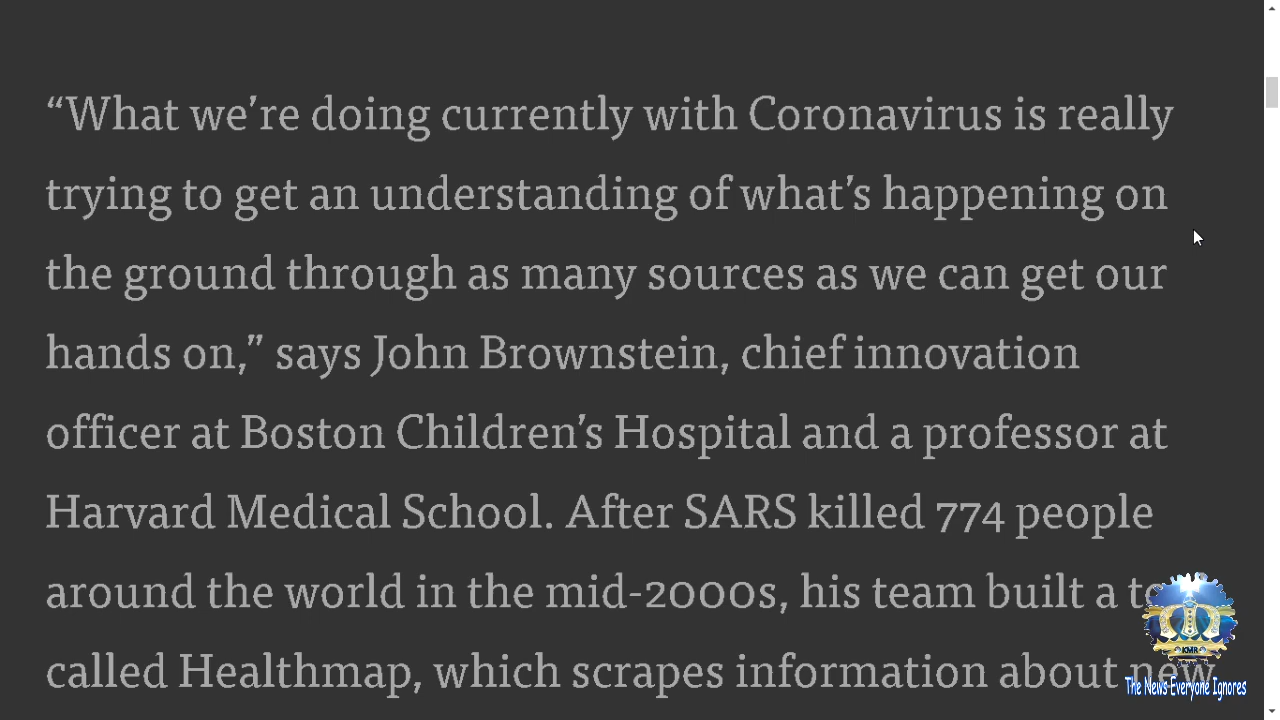 “What we’re doing currently with Coronavirus is really
trying to get an understanding of what’s happening on
the ground through as many sources as we can get our
hands on,” says John Brownstein, chief innovation
officer at Boston Children’s Hospital and a professor at
Harvard Medical School. After SARS killed 774 people
around the world in the mid-2000s, his team built a
called Healthmap, which scrapes information about new
KMR
The News Everyone Ignores